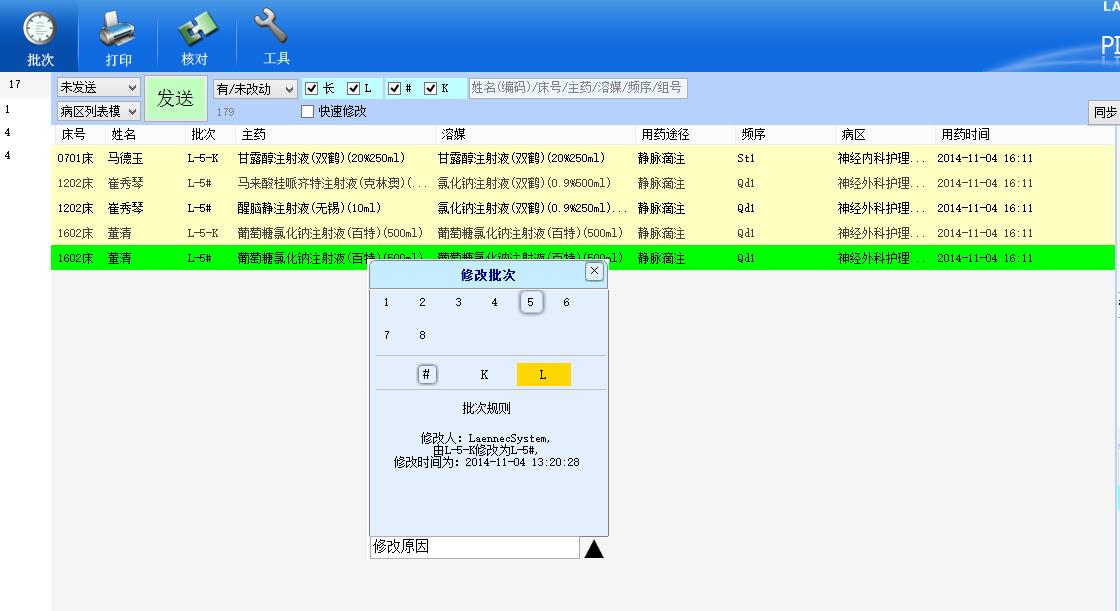 LA
PI
批次 打印 核对 工具
17 未发送 发送 有/未改动 长 L # K 姓名(编码)/床号/主药/溶媒/频序/组号
1 病区列表模 179 快速修改 同步
4 床号 姓名 批次 主药 溶媒 用药途径 频序 病区 用药时间
4 0701床 马德玉 L-5-K 甘露醇注射液(双鹤)(20%250ml) 甘露醇注射液(双鹤)(20%250ml) 静脉滴注 St1 神经内科护理... 2014-11-04 16:11
1202床 崔秀琴 L-5# 马来酸桂哌齐特注射液(克林澳)(... 氯化钠注射液(双鹤)(0.9%500ml) 静脉滴注 Qd1 神经外科护理... 2014-11-04 16:11
1202床 崔秀琴 L-5# 醒脑静注射液(无锡)(10ml) 氯化钠注射液(双鹤)(0.9%250ml)... 静脉滴注 Qd1 神经外科护理... 2014-11-04 16:11
1602床 董清 L-5-K 葡萄糖氯化钠注射液(百特)(500ml) 葡萄糖氯化钠注射液(百特)(500ml) 静脉滴注 Qd1 神经外科护理... 2014-11-04 16:11
1602床 董清 L-5# 葡萄糖氯化钠注射液(百特)(500ml) 葡萄糖氯化钠注射液(百特)(500ml) 静脉滴注 Qd1 神经外科护理... 2014-11-04 16:11
修改批次
1 2 3 4 5 6
7 8
# K L
批次规则
修改人: LaennecSystem,
由L-5-K修改为L-5#,
修改时间为: 2014-11-04 13:20:28
修改原因